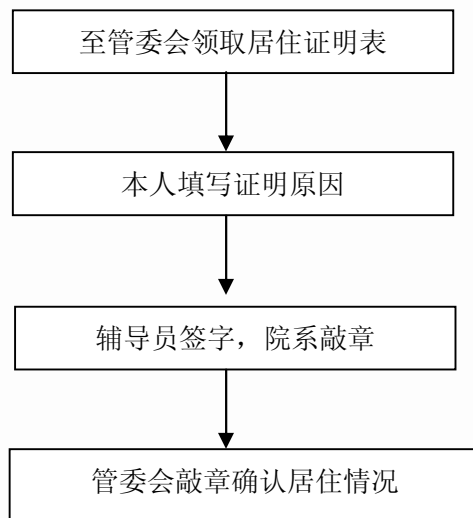 至管委会领取居住证明表
本人填写证明原因
辅导员签字，院系敲章
管委会敲章确认居住情况